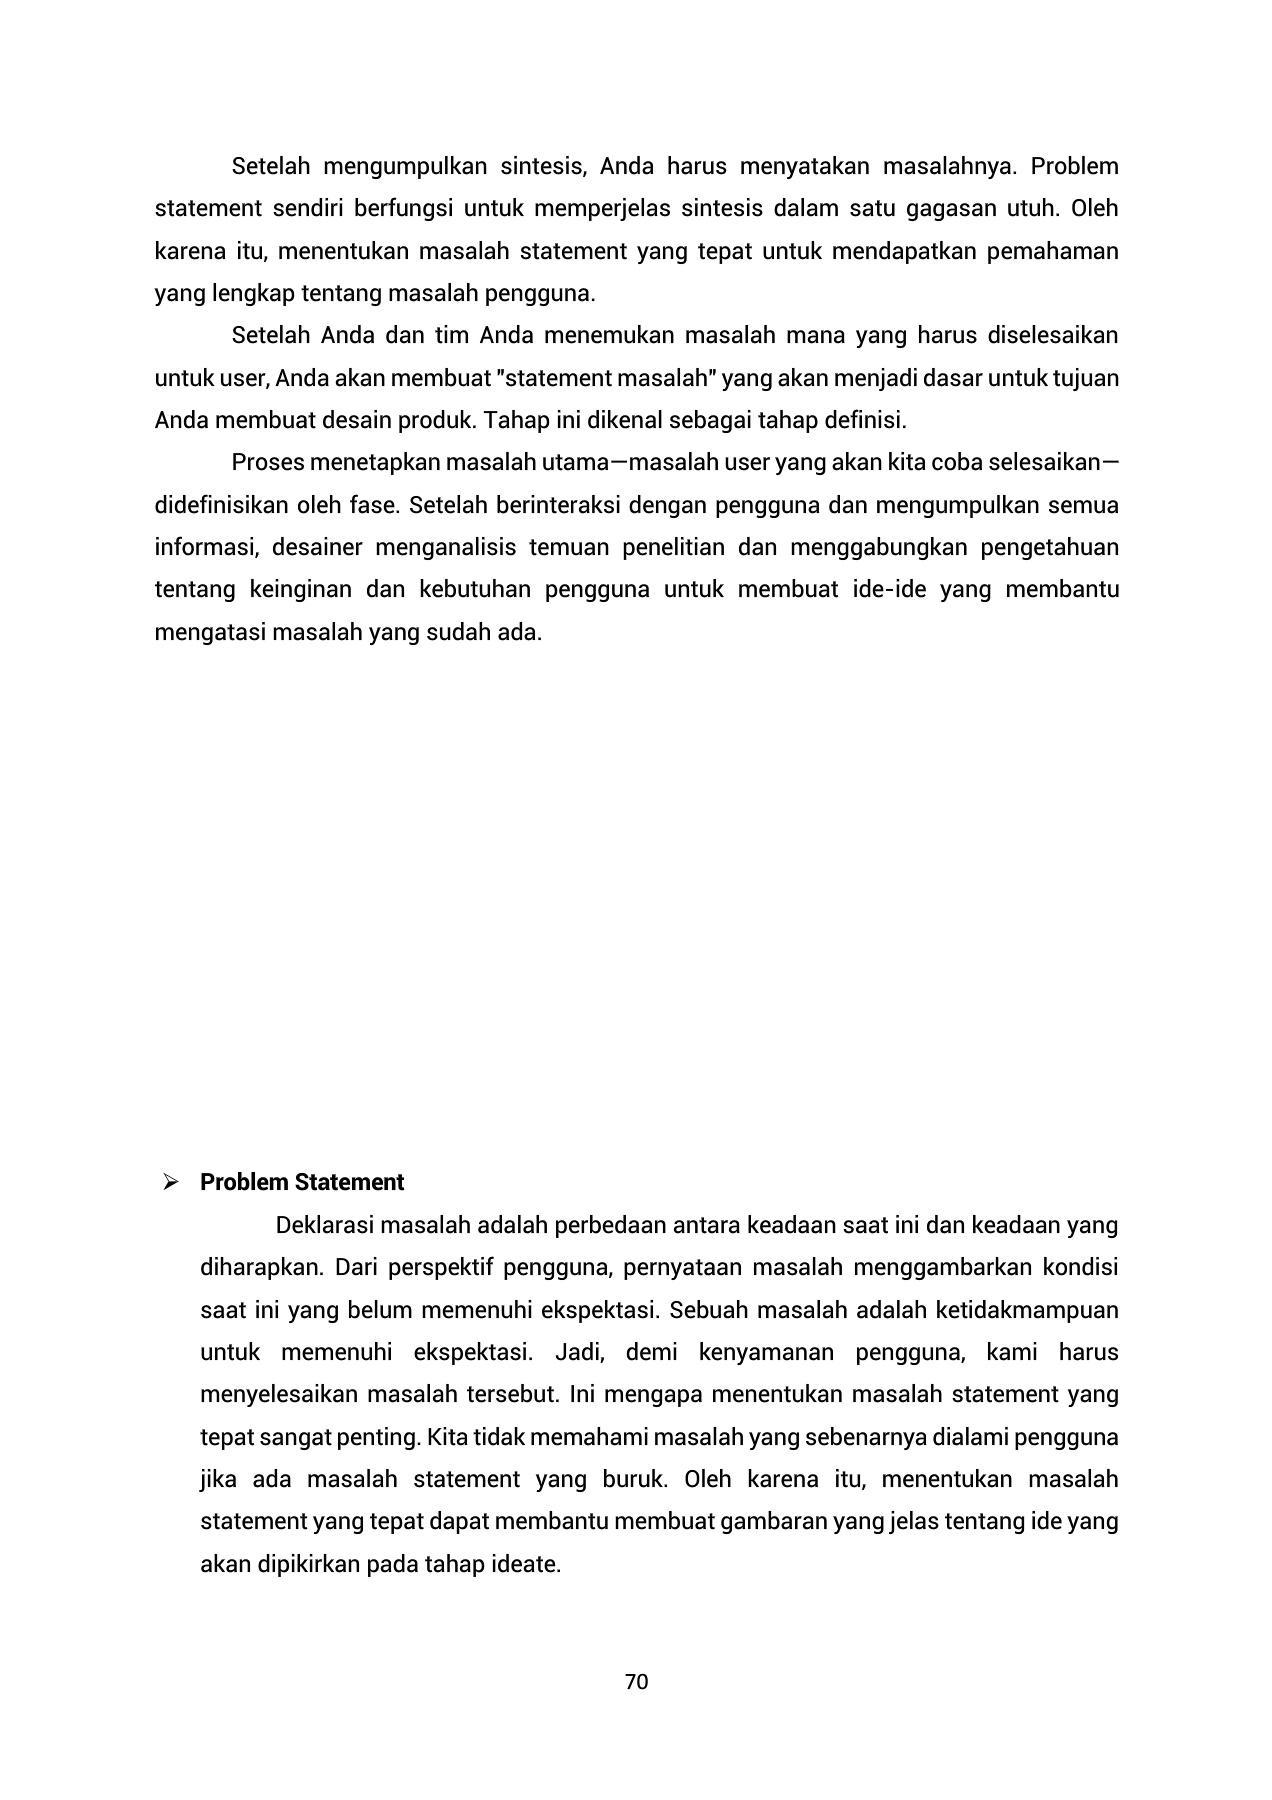 Setelah mengumpulkan sintesis, Anda harus menyatakan masalahnya. Problem
statement sendiri berfungsi untuk memperjelas sintesis dalam satu gagasan utuh. Oleh
karena itu, menentukan masalah statement yang tepat untuk mendapatkan pemahaman
yang lengkap tentang masalah pengguna.
Setelah Anda dan tim Anda menemukan masalah mana yang harus diselesaikan
untuk user, Anda akan membuat "statement masalah" yang akan menjadi dasar untuk tujuan
Anda membuat desain produk. Tahap ini dikenal sebagai tahap definisi.
Proses menetapkan masalah utama—masalah user yang akan kita coba selesaikan—
didefinisikan oleh fase. Setelah berinteraksi dengan pengguna dan mengumpulkan semua
informasi, desainer menganalisis temuan penelitian dan menggabungkan pengetahuan
tentang keinginan dan kebutuhan pengguna untuk membuat ide-ide yang membantu
mengatasi masalah yang sudah ada.
➢ Problem Statement
Deklarasi masalah adalah perbedaan antara keadaan saat ini dan keadaan yang
diharapkan. Dari perspektif pengguna, pernyataan masalah menggambarkan kondisi
saat ini yang belum memenuhi ekspektasi. Sebuah masalah adalah ketidakmampuan
untuk memenuhi ekspektasi. Jadi, demi kenyamanan pengguna, kami harus
menyelesaikan masalah tersebut. Ini mengapa menentukan masalah statement yang
tepat sangat penting. Kita tidak memahami masalah yang sebenarnya dialami pengguna
jika ada masalah statement yang buruk. Oleh karena itu, menentukan masalah
statement yang tepat dapat membantu membuat gambaran yang jelas tentang ide yang
akan dipikirkan pada tahap ideate.
70